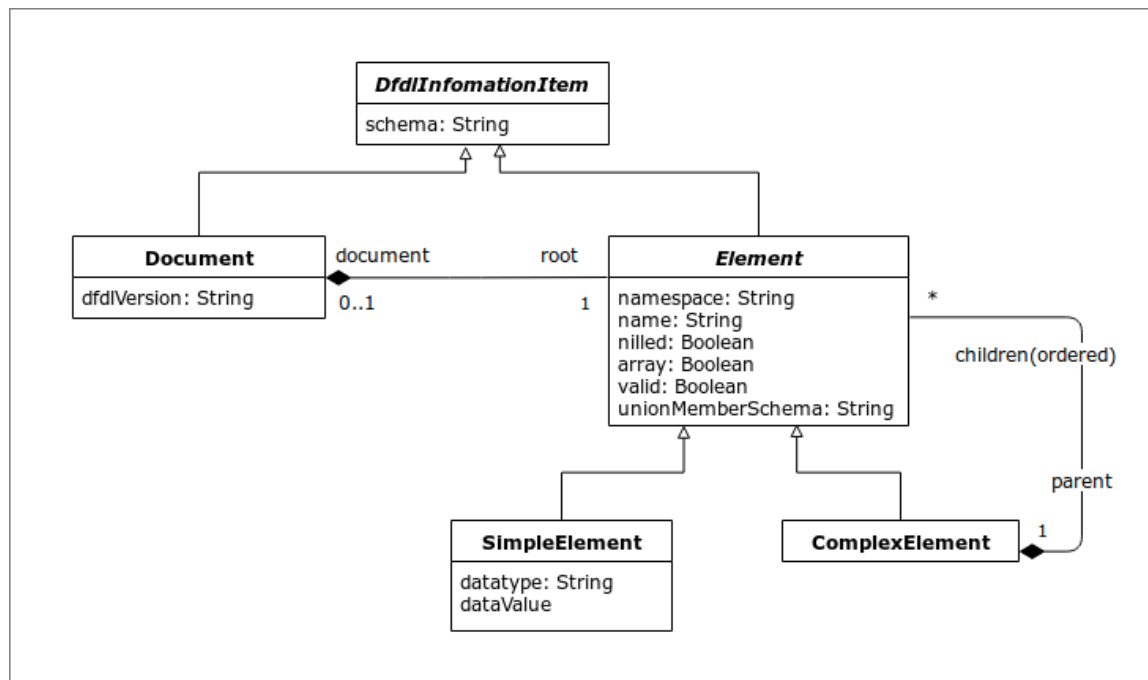 DfdlInfomationItem
schema: String
Document
dfdlVersion: String
document
root
0..1
1
Element
namespace: String
name: String
nilled: Boolean
array: Boolean
valid: Boolean
unionMemberSchema: String
*
children(ordered)
parent
1
SimpleElement
datatype: String
dataValue
ComplexElement